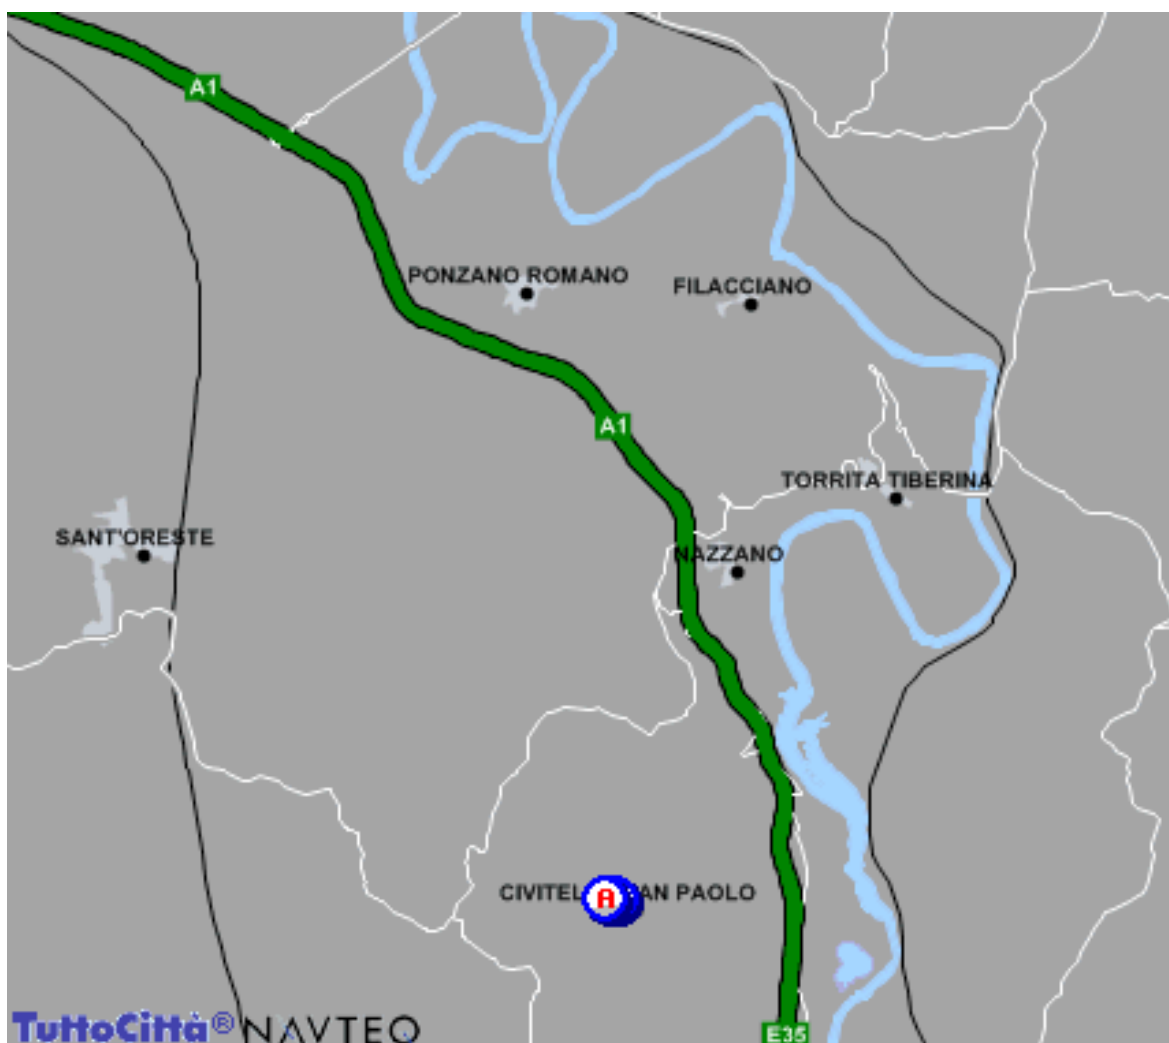 A1
PONZANO ROMANO
FILACCIANO
A1
TORRITA TIBERINA
SANT'ORESTE
NAZZANO
CIVITEL A AN PAOLO
E35
TuttoCittà® NAVTEQ